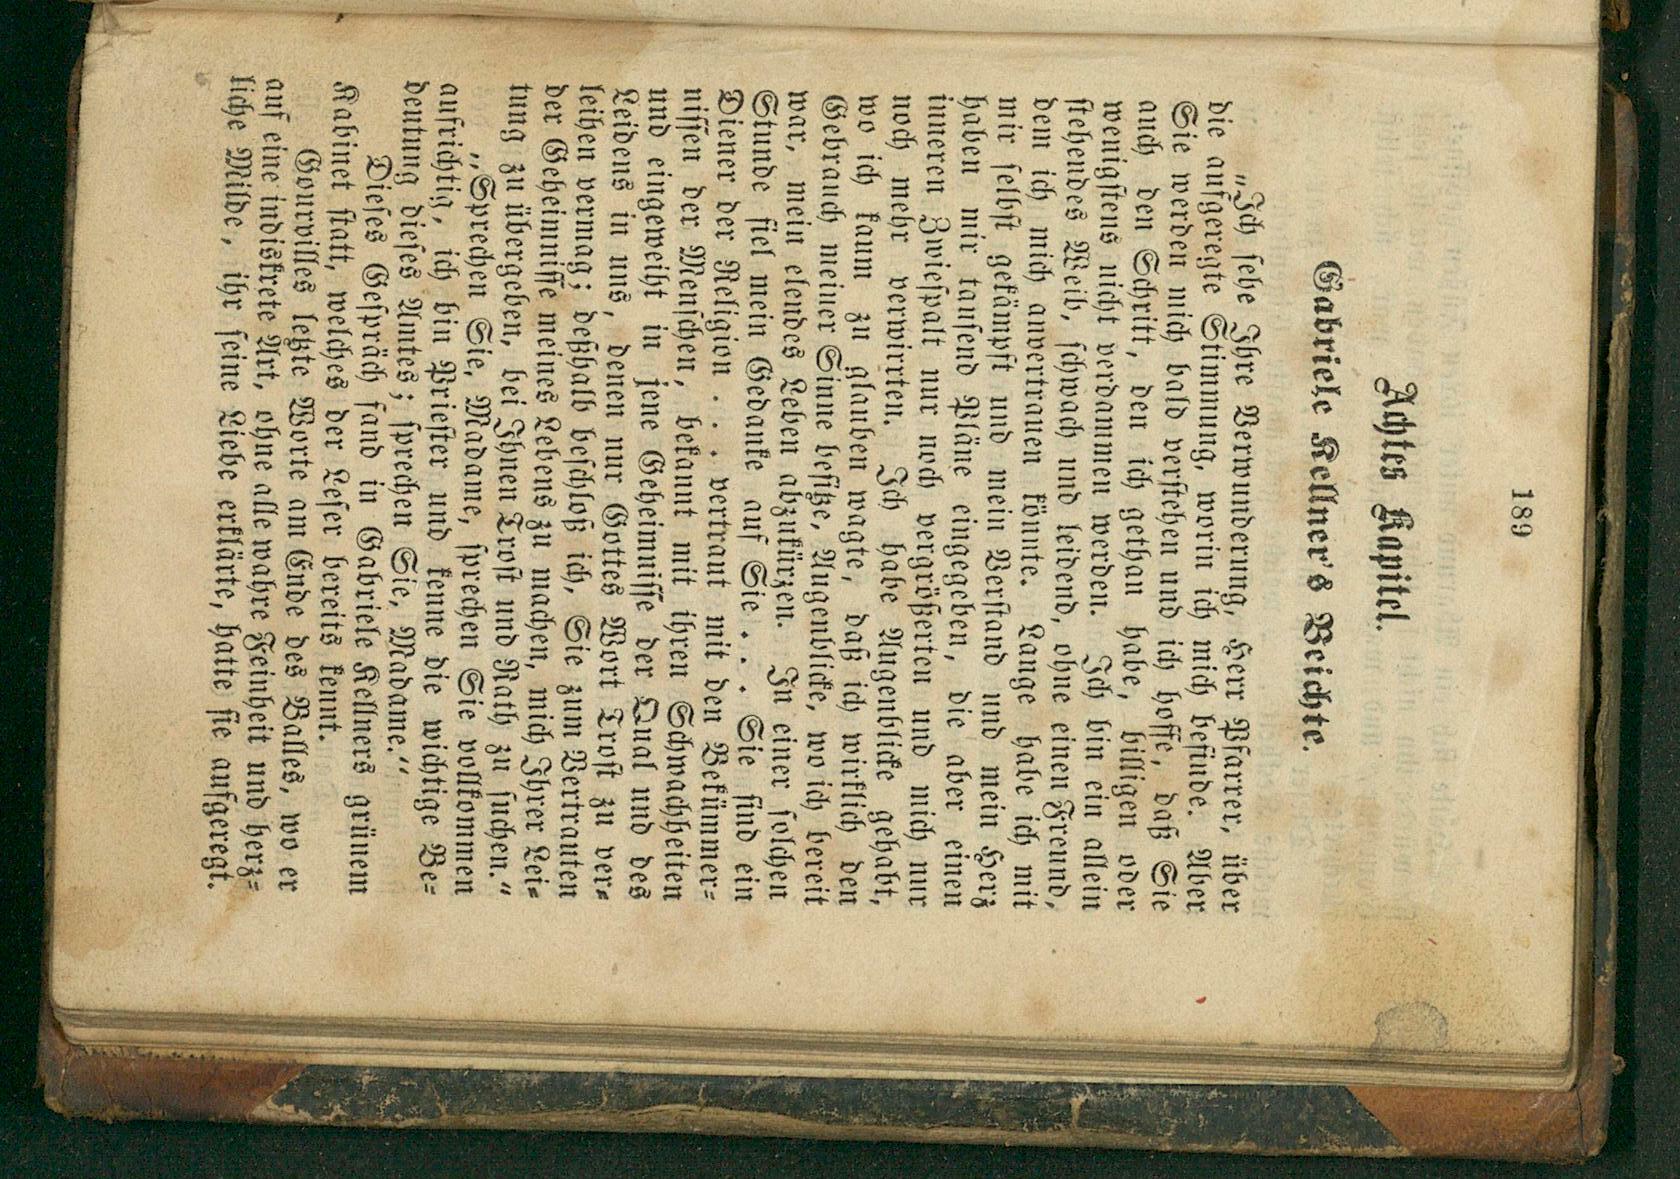 189
Achtes Kapitel.
Gabriele Kellner's Beichte.
„Ich sehe Ihre Verwunderung, Herr Pfarrer, über
die aufgeregte Stimmung, worin ich mich befinde. Aber
Sie werden mich bald verstehen und ich hoffe, daß Sie
auch den Schritt, den ich gethan habe, billigen oder
wenigstens nicht verdammen werden. Ich bin ein allein
stehendes Weib, schwach und leidend, ohne einen Freund,
dem ich mich anvertrauen könnte. Lange habe ich mit
mir selbst gekämpft und mein Verstand und mein Herz
haben mir tausend Pläne eingegeben, die aber einen
inneren Zwiespalt nur noch vergrößerten und mich nur
noch mehr verwirrten. Ich habe Augenblicke gehabt,
wo ich kaum zu glauben wagte, daß ich wirklich den
Gebrauch meiner Sinne besitze, Augenblicke, wo ich bereit
war, mein elendes Leben abzukürzen. In einer solchen
Stunde fiel mein Gedanke auf Sie . . . Sie sind ein
Diener der Religion . . . vertraut mit den Bekümmer-
nissen der Menschen, bekannt mit ihren Schwachheiten
und eingeweiht in jene Geheimnisse der Qual und des
Leidens in uns, denen nur Gottes Wort Trost zu ver-
leihen vermag; deßhalb beschloß ich, Sie zum Vertrauten
der Geheimnisse meines Lebens zu machen, mich Ihrer Lei-
tung zu übergeben, bei Ihnen Trost und Rath zu suchen.“
„Sprechen Sie, Madame, sprechen Sie vollkommen
aufrichtig, ich bin Priester und kenne die wichtige Be-
deutung dieses Amtes; sprechen Sie, Madame.“
Dieses Gespräch fand in Gabriele Kellners grünem
Kabinet statt, welches der Leser bereits kennt.
Gourvilles letzte Worte am Ende des Balles, wo er
auf eine indiskrete Art, ohne alle wahre Feinheit und herz-
liche Milde, ihr seine Liebe erklärte, hatte sie aufgeregt.